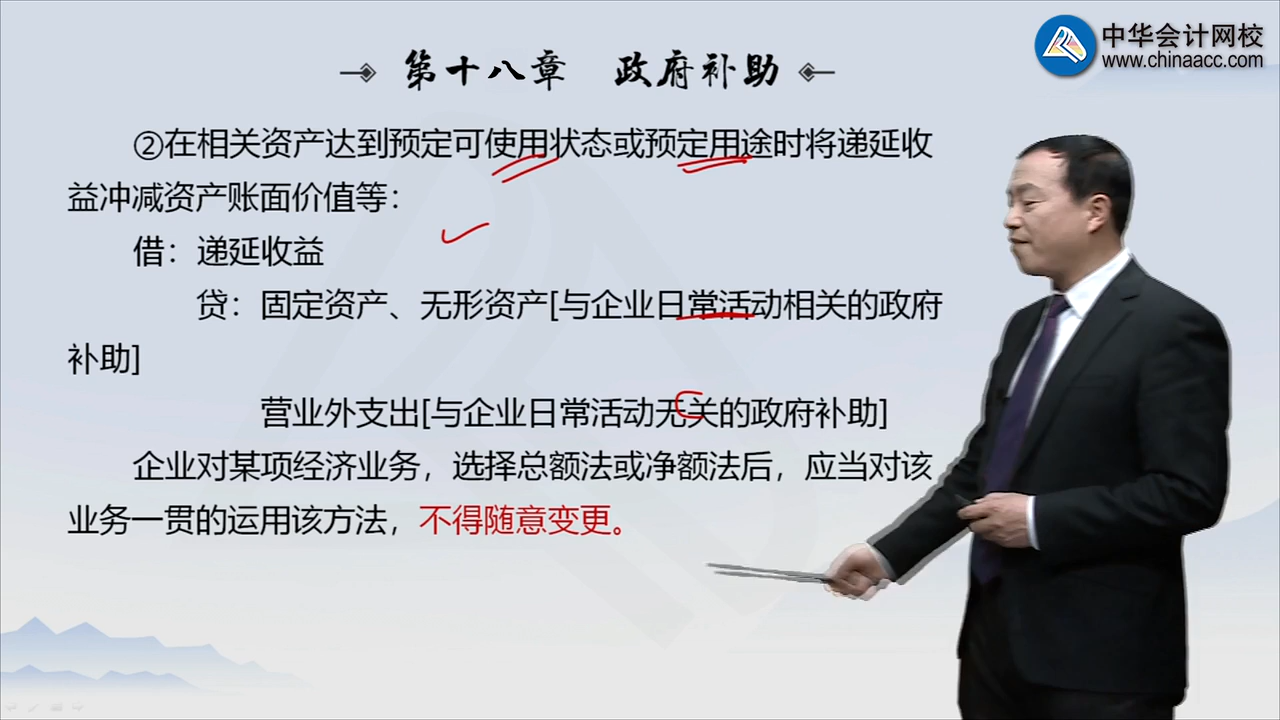 中华会计网校
www.chinaacc.com
第十八章 政府补助
②在相关资产达到预定可使用状态或预定用途时将递延收
益冲减资产账面价值等：
借：递延收益
贷：固定资产、无形资产[与企业日常活动相关的政府
补助]
营业外支出[与企业日常活动无关的政府补助]
企业对某项经济业务，选择总额法或净额法后，应当对该
业务一贯的运用该方法，不得随意变更。